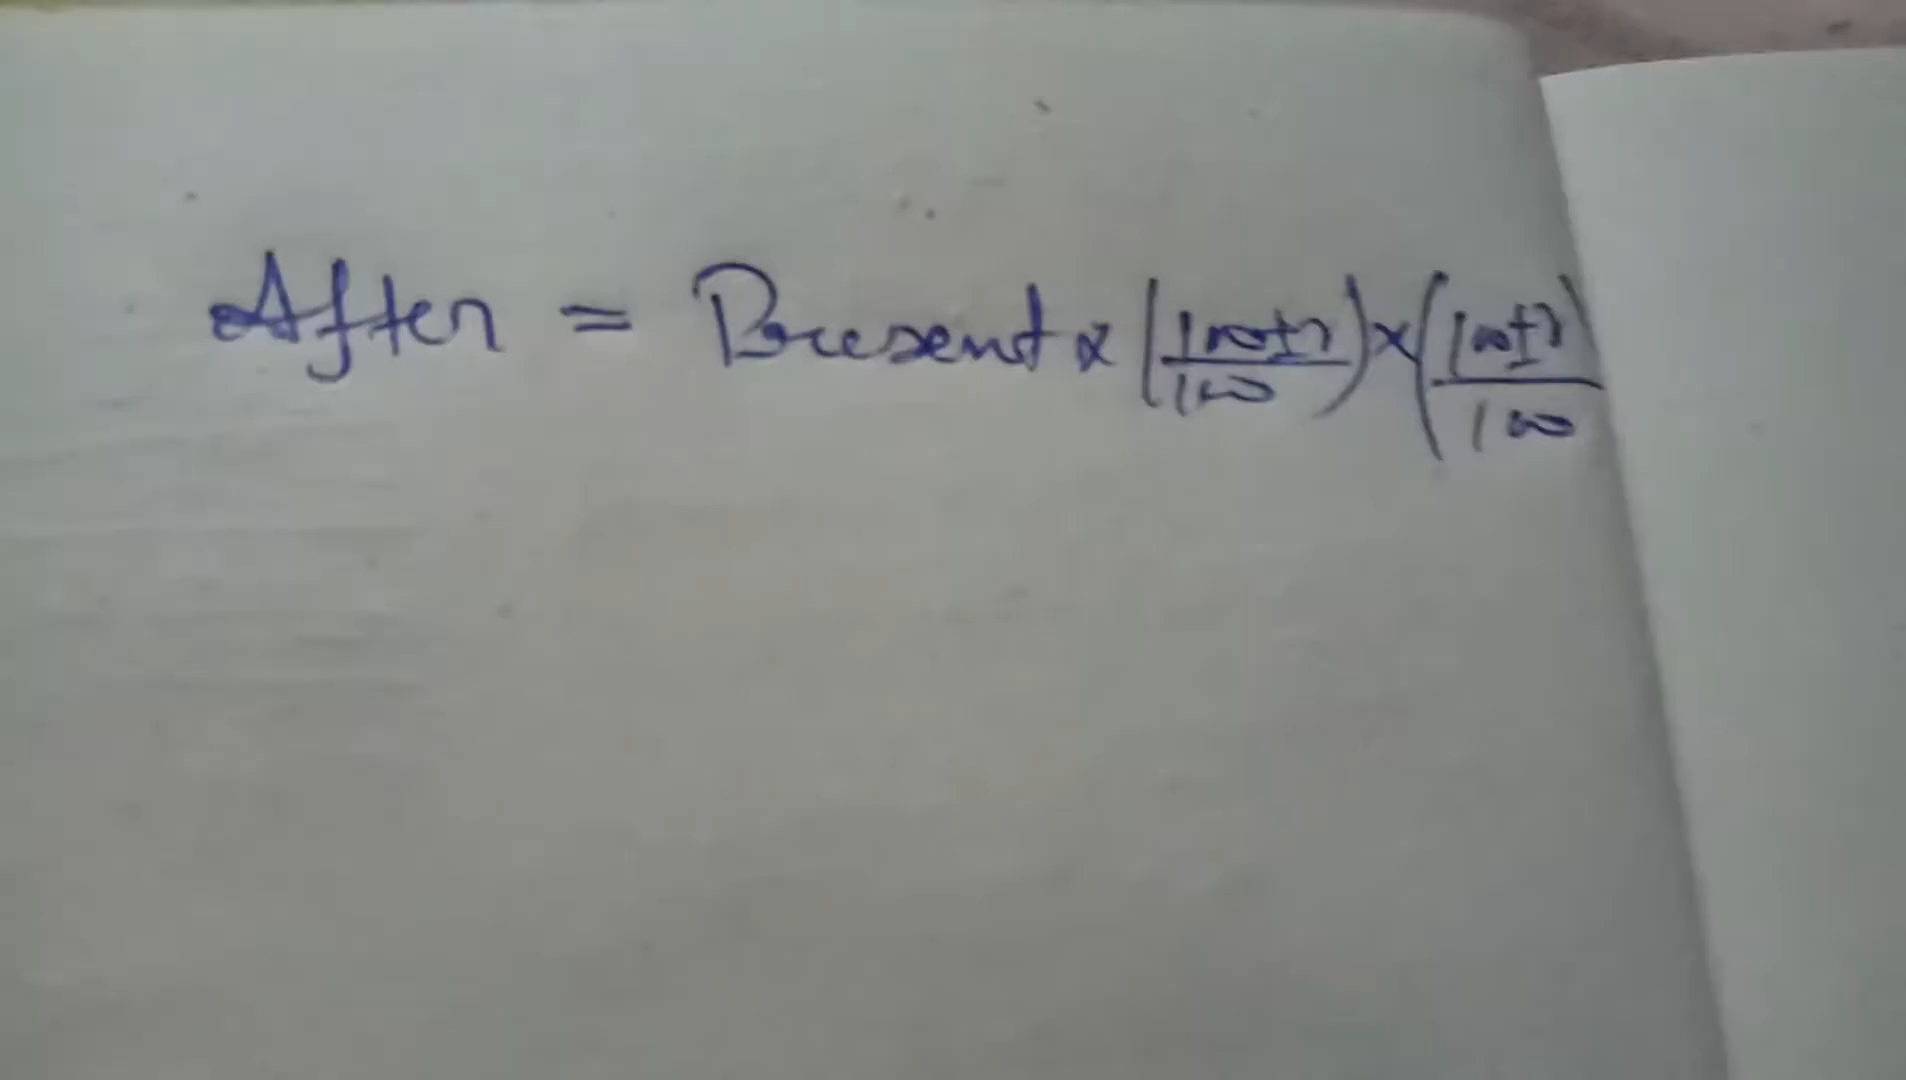 After = Present × (100±r/100) × (100±r/100